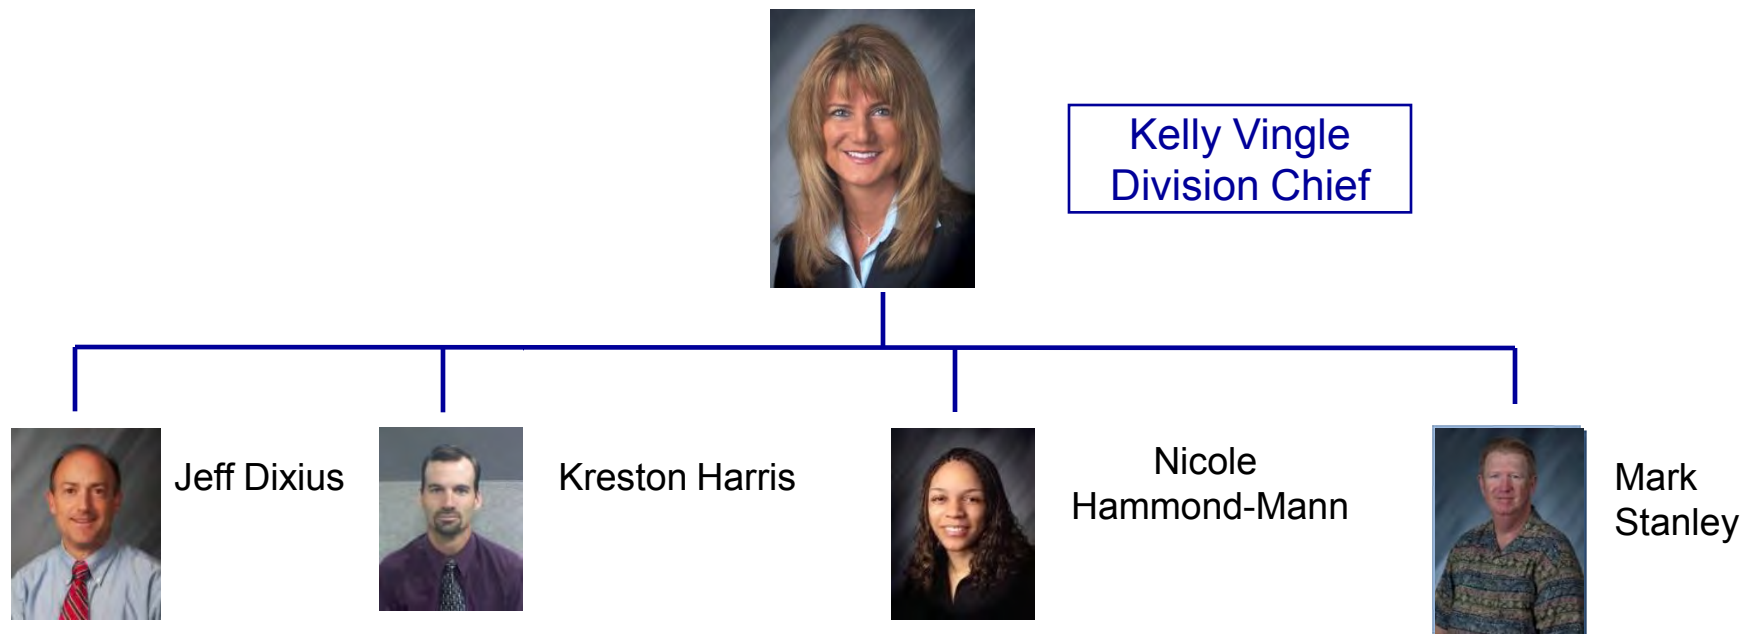 Kelly Vingle
Division Chief
Jeff Dixius
Kreston Harris
Nicole
Hammond-Mann
Mark
Stanley